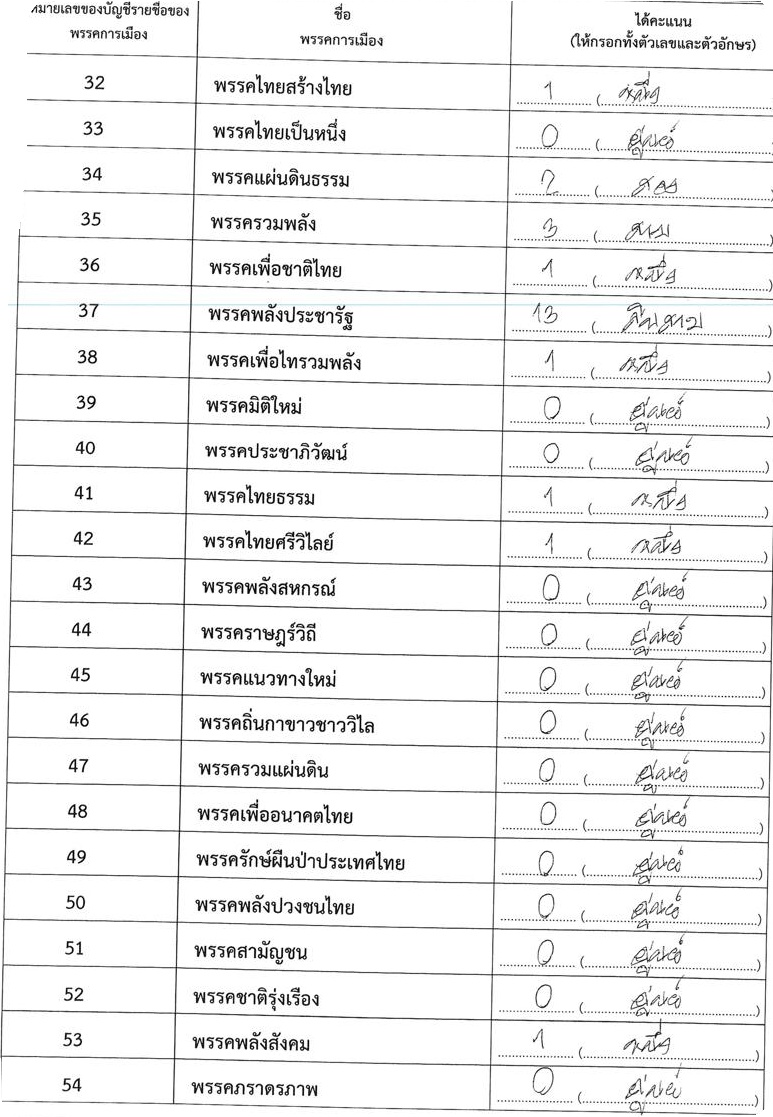 หมายเลขของบัญชีรายชื่อของ พรรคการเมือง | ชื่อ พรรคการเมือง | ได้คะแนน (ให้กรอกทั้งตัวเลขและตัวอักษร)
32 พรรคไทยสร้างไทย 1 (หนึ่ง
33 พรรคไทยเป็นหนึ่ง 0 (ศูนย์
34 พรรคแผ่นดินธรรม 2 (สอง
35 พรรครวมพลัง 3 (สาม)
36 พรรคเพื่อชาติไทย 1 (หนึ่ง)
37 พรรคพลังประชารัฐ 13 (สิบสาม)
38 พรรคเพื่อไทรวมพลัง 1 (หนึ่ง)
39 พรรคมิติใหม่ 0 (ศูนย์)
40 พรรคประชาภิวัฒน์ 0 (ศูนย์)
41 พรรคไทยธรรม 1 (หนึ่ง)
42 พรรคไทยศรีวิไลย์ 1 (หนึ่ง)
43 พรรคพลังสหกรณ์ 0 (ศูนย์)
44 พรรคราษฎร์วิถี 0 (ศูนย์)
45 พรรคแนวทางใหม่ 0 (ศูนย์)
46 พรรคถิ่นกาขาวชาววิไล 0 (ศูนย์)
47 พรรครวมแผ่นดิน 0 (ศูนย์)
48 พรรคเพื่ออนาคตไทย 0 (ศูนย์)
49 พรรครักษ์ผืนป่าประเทศไทย 0 (ศูนย์)
50 พรรคพลังปวงชนไทย 0 (ศูนย์)
51 พรรคสามัญชน 0 (ศูนย์)
52 พรรคชาติรุ่งเรือง 0 (ศูนย์)
53 พรรคพลังสังคม 1 (หนึ่ง)
54 พรรคภราดรภาพ 0 (ศูนย์)